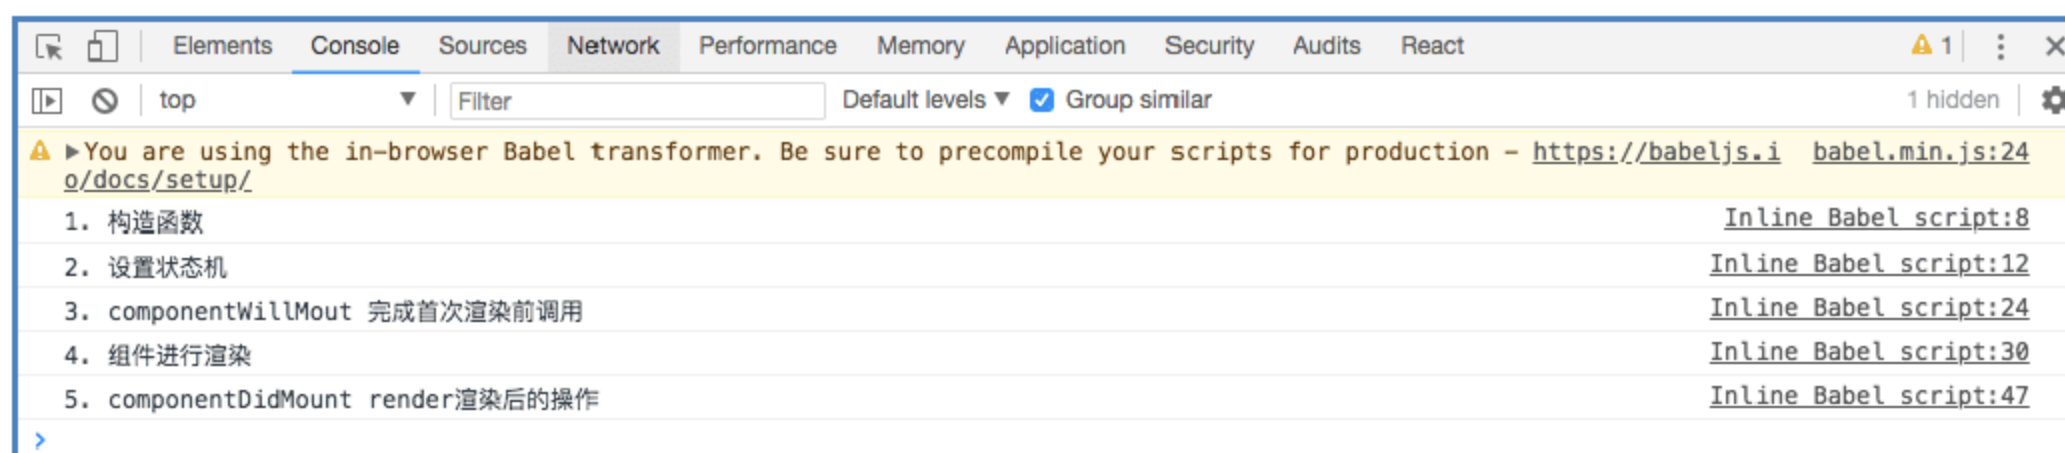 Elements Console Sources Network Performance Memory Application Security Audits React 1
top Filter Default levels Group similar 1 hidden
You are using the in-browser Babel transformer. Be sure to precompile your scripts for production – https://babeljs.i babel.min.js:24
o/docs/setup/
1. 构造函数 Inline Babel script:8
2. 设置状态机 Inline Babel script:12
3. componentWillMout 完成首次渲染前调用 Inline Babel script:24
4. 组件进行渲染 Inline Babel script:30
5. componentDidMount render渲染后的操作 Inline Babel script:47